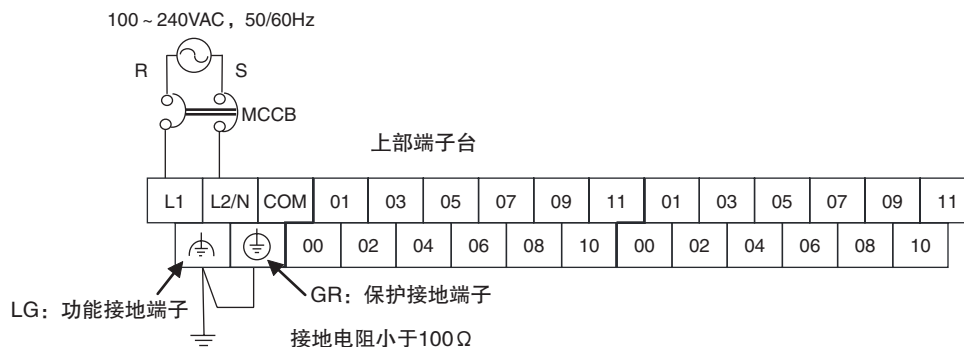 100 ~ 240VAC，50/60Hz
R S
MCCB
上部端子台
L1 L2/N COM 01 03 05 07 09 11 01 03 05 07 09 11
00 02 04 06 08 10 00 02 04 06 08 10
LG：功能接地端子
GR：保护接地端子
接地电阻小于100Ω